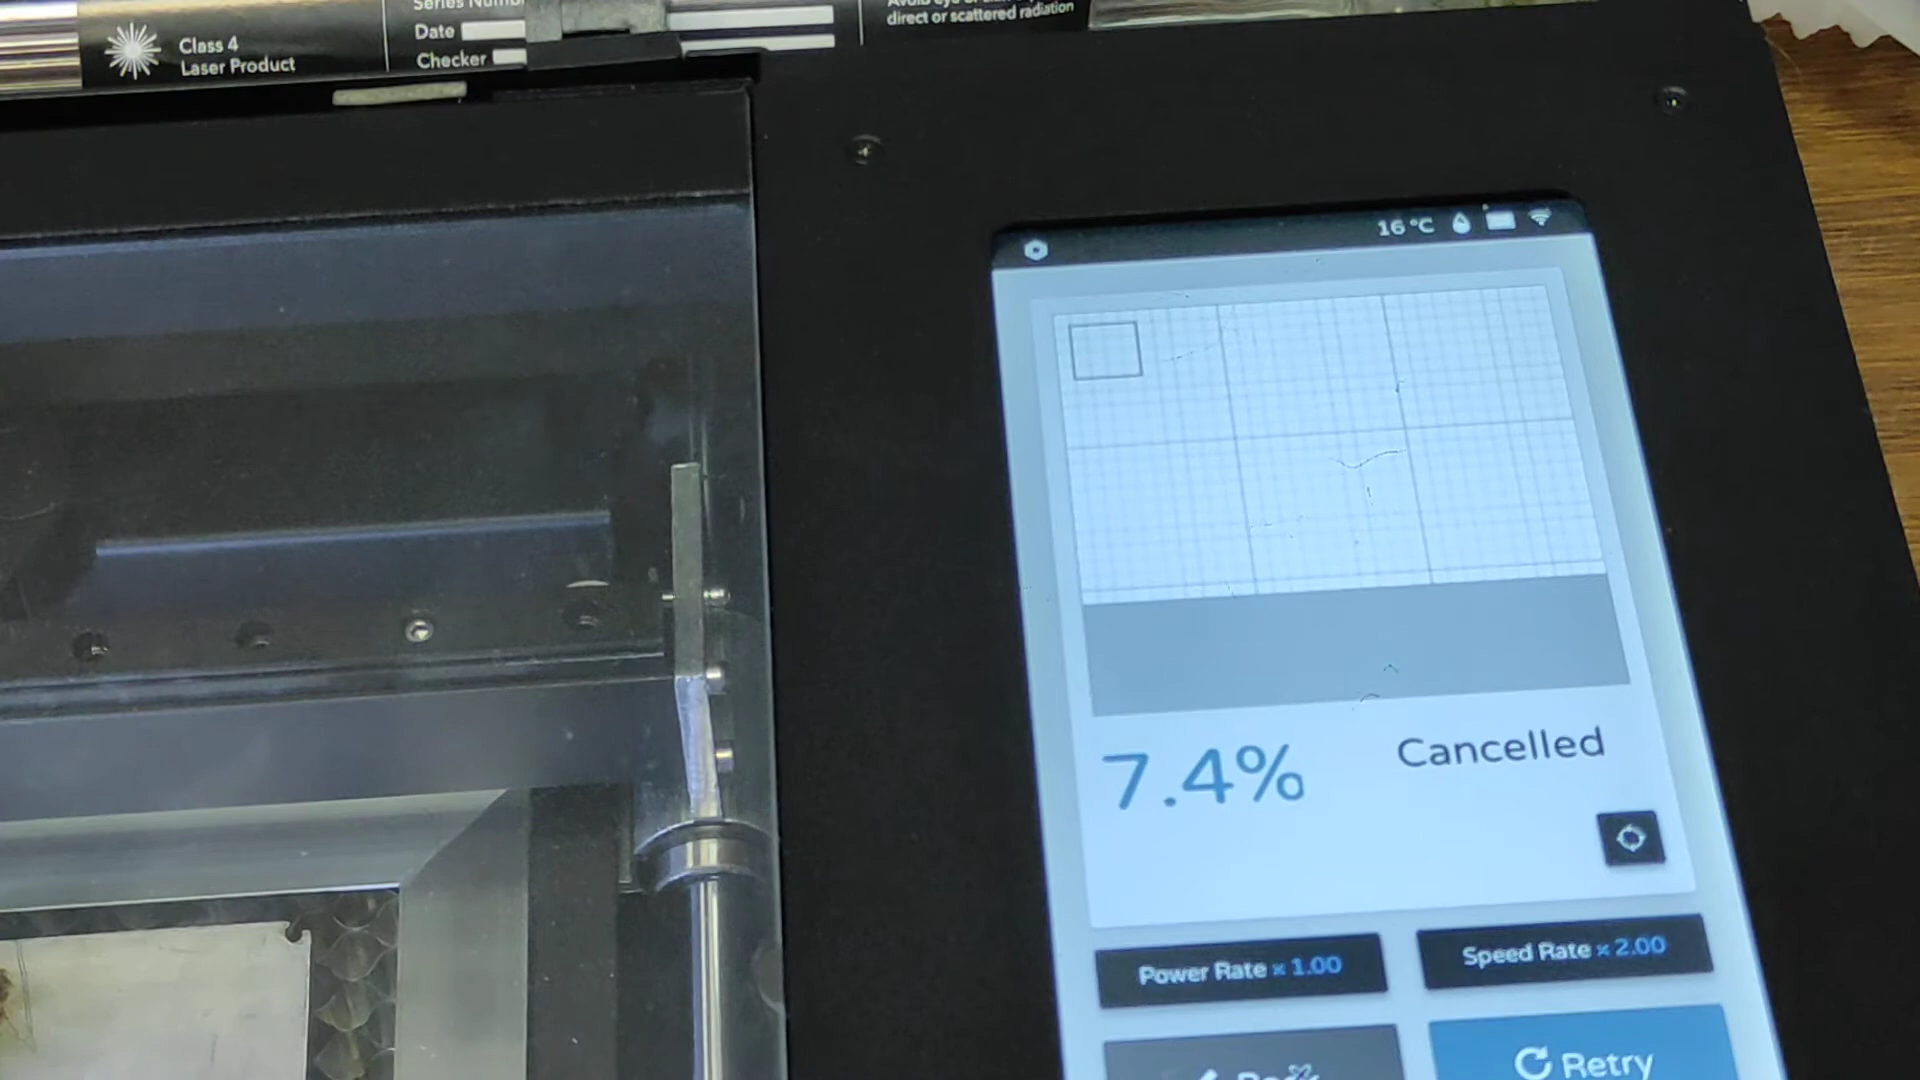 Class 4
Laser Product
Date
Checker
direct or scattered radiation
16 °C
7.4%
Cancelled
Power Rate × 1.00
Speed Rate × 2.00
Retry